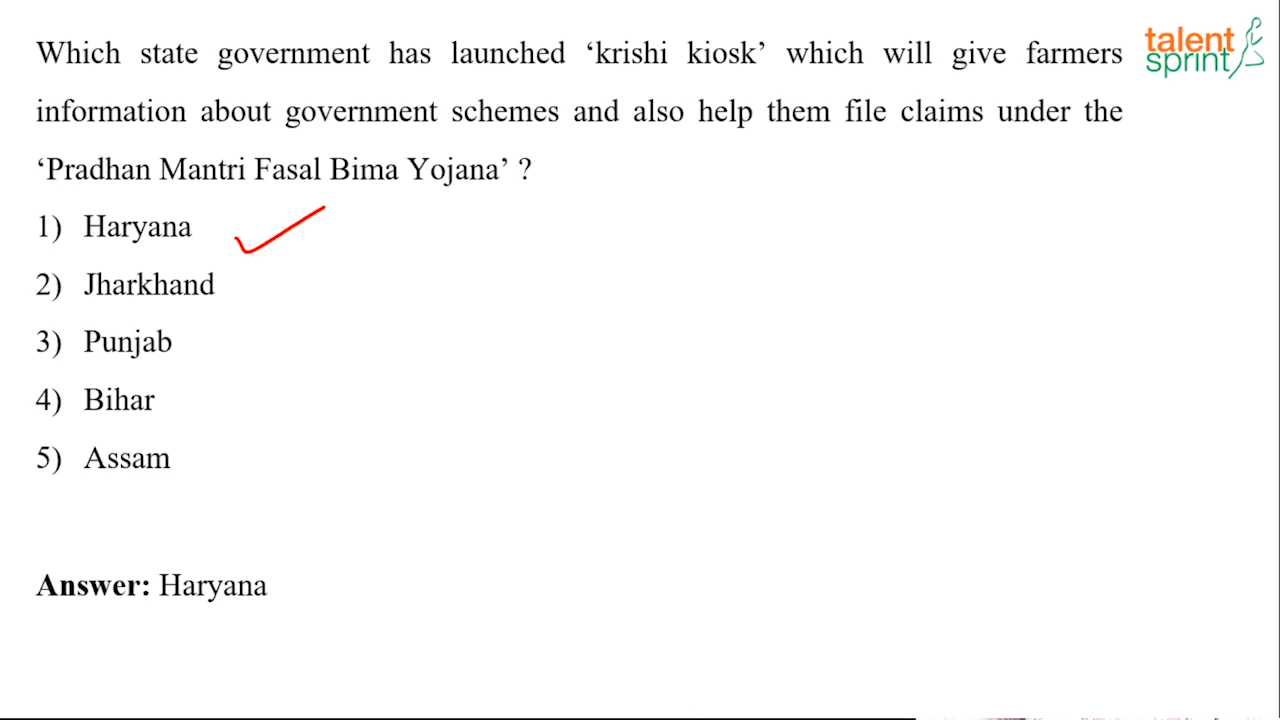 Which state government has launched ‘krishi kiosk’ which will give farmers
information about government schemes and also help them file claims under the
‘Pradhan Mantri Fasal Bima Yojana’ ?
1) Haryana
2) Jharkhand
3) Punjab
4) Bihar
5) Assam
Answer: Haryana
talent
sprint